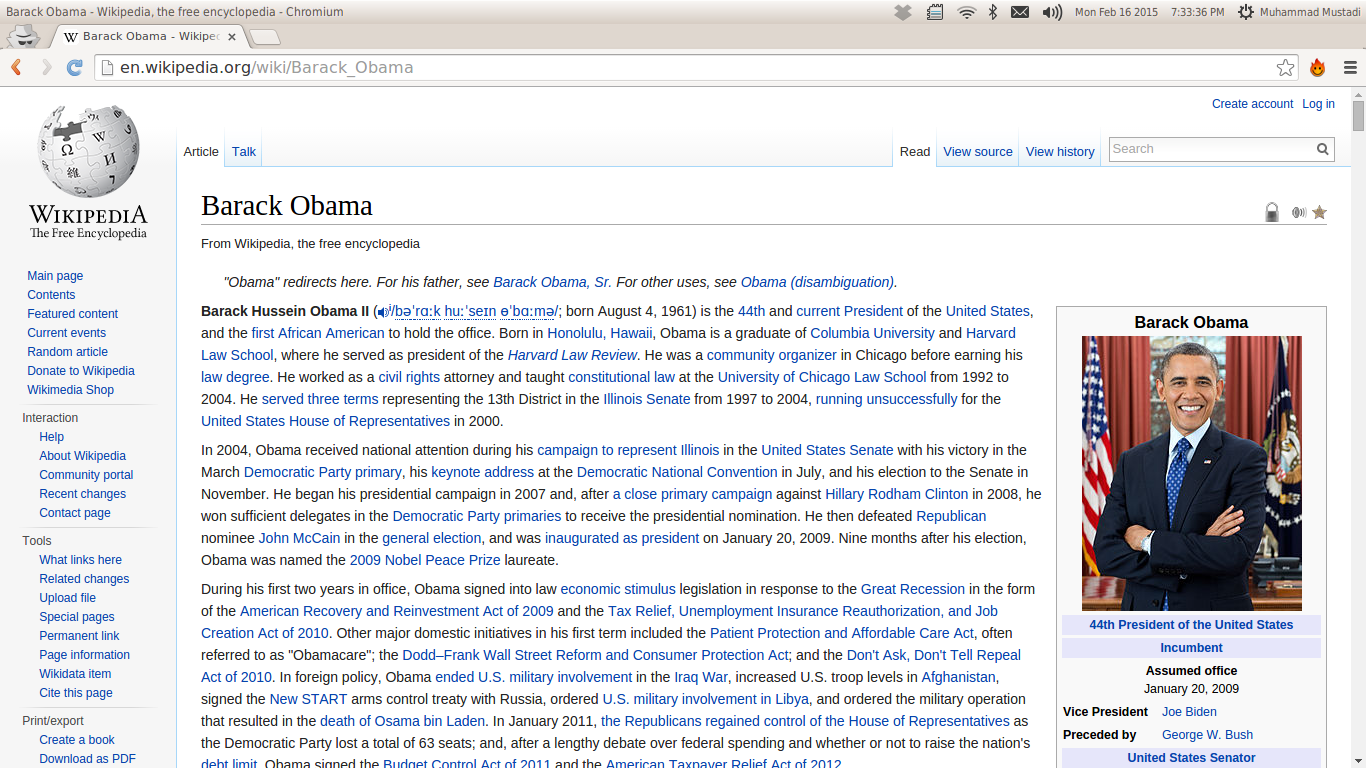 Barack Obama - Wikipedia, the free encyclopedia - Chromium
Mon Feb 16 2015 7:33:36 PM Muhammad Mustadi
Barack Obama - Wikipe
en.wikipedia.org/wiki/Barack_Obama
Create account Log in
Article Talk Read View source View history Search
WIKIPEDIA
The Free Encyclopedia
Main page
Contents
Featured content
Current events
Random article
Donate to Wikipedia
Wikimedia Shop
Interaction
Help
About Wikipedia
Community portal
Recent changes
Contact page
Tools
What links here
Related changes
Upload file
Special pages
Permanent link
Page information
Wikidata item
Cite this page
Print/export
Create a book
Download as PDF
Barack Obama
From Wikipedia, the free encyclopedia
"Obama" redirects here. For his father, see Barack Obama, Sr. For other uses, see Obama (disambiguation).
Barack Hussein Obama II (i/bəˈrɑːk huːˈseɪn ɵˈbɑːmə/; born August 4, 1961) is the 44th and current President of the United States,
and the first African American to hold the office. Born in Honolulu, Hawaii, Obama is a graduate of Columbia University and Harvard
Law School, where he served as president of the Harvard Law Review. He was a community organizer in Chicago before earning his
law degree. He worked as a civil rights attorney and taught constitutional law at the University of Chicago Law School from 1992 to
2004. He served three terms representing the 13th District in the Illinois Senate from 1997 to 2004, running unsuccessfully for the
United States House of Representatives in 2000.
In 2004, Obama received national attention during his campaign to represent Illinois in the United States Senate with his victory in the
March Democratic Party primary, his keynote address at the Democratic National Convention in July, and his election to the Senate in
November. He began his presidential campaign in 2007 and, after a close primary campaign against Hillary Rodham Clinton in 2008, he
won sufficient delegates in the Democratic Party primaries to receive the presidential nomination. He then defeated Republican
nominee John McCain in the general election, and was inaugurated as president on January 20, 2009. Nine months after his election,
Obama was named the 2009 Nobel Peace Prize laureate.
During his first two years in office, Obama signed into law economic stimulus legislation in response to the Great Recession in the form
of the American Recovery and Reinvestment Act of 2009 and the Tax Relief, Unemployment Insurance Reauthorization, and Job
Creation Act of 2010. Other major domestic initiatives in his first term included the Patient Protection and Affordable Care Act, often
referred to as "Obamacare"; the Dodd–Frank Wall Street Reform and Consumer Protection Act; and the Don't Ask, Don't Tell Repeal
Act of 2010. In foreign policy, Obama ended U.S. military involvement in the Iraq War, increased U.S. troop levels in Afghanistan,
signed the New START arms control treaty with Russia, ordered U.S. military involvement in Libya, and ordered the military operation
that resulted in the death of Osama bin Laden. In January 2011, the Republicans regained control of the House of Representatives as
the Democratic Party lost a total of 63 seats; and, after a lengthy debate over federal spending and whether or not to raise the nation's
debt limit, Obama signed the Budget Control Act of 2011 and the American Taxpayer Relief Act of 2012.
Barack Obama
44th President of the United States
Incumbent
Assumed office
January 20, 2009
Vice President Joe Biden
Preceded by George W. Bush
United States Senator